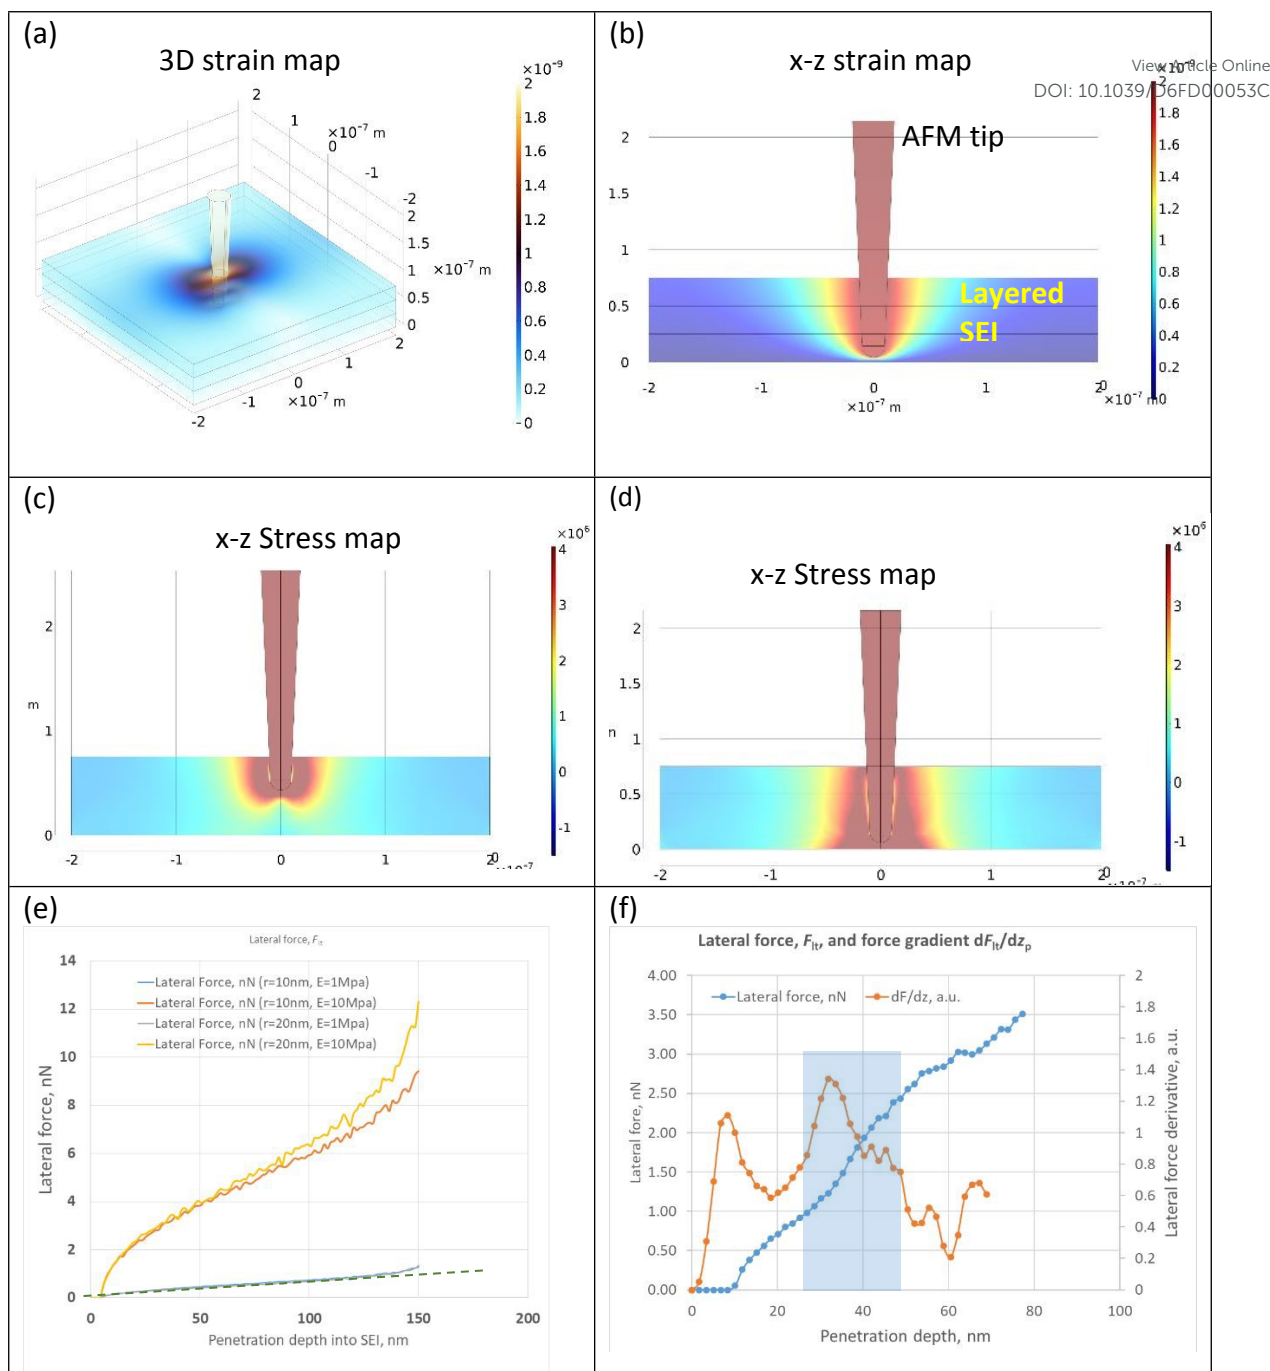 (a)
3D strain map
×10⁻⁹
2
1.8
1.6
1.4
1.2
1
0.8
0.6
0.4
0.2
0
2
1
×10⁻⁷ m
0
-1
-2
2
1.5
1
×10⁻⁷ m
0.5
0
2
1
0
×10⁻⁷ m
-1
-2
(b)
x-z strain map
View Article Online
DOI: 10.1039/D6FD00053C
AFM tip
Layered
SEI
2
1.5
1
0.5
0
-2
-1
0
1
2
×10⁻⁷ m
1.8
1.6
1.4
1.2
1
0.8
0.6
0.4
0.2
0
×10⁻⁷ m
(c)
x-z Stress map
×10⁶
4
3
2
1
0
-1
2
m
1
0
-2
-1
0
1
2
(d)
x-z Stress map
×10⁶
4
3
2
1
0
-1
2
1.5
1
0.5
0
-2
-1
0
1
2
(e)
Lateral force, Fₗₜ
14
12
10
8
6
4
2
0
Lateral Force, nN (r=10nm, E=1Mpa)
Lateral Force, nN (r=10nm, E=10Mpa)
Lateral Force, nN (r=20nm, E=1Mpa)
Lateral Force, nN (r=20nm, E=10Mpa)
Lateral force, nN
0 50 100 150 200
Penetration depth into SEI, nm
(f)
Lateral force, Fₗₜ, and force gradient dFₗₜ/dzₚ
Lateral force, nN
dF/dz, a.u.
4.00
3.50
3.00
2.50
2.00
1.50
1.00
0.50
0.00
Lateral fore, nN
2
1.8
1.6
1.4
1.2
1
0.8
0.6
0.4
0.2
0
Lateral force derivative, a.u.
0 20 40 60 80 100
Penetration depth, nm